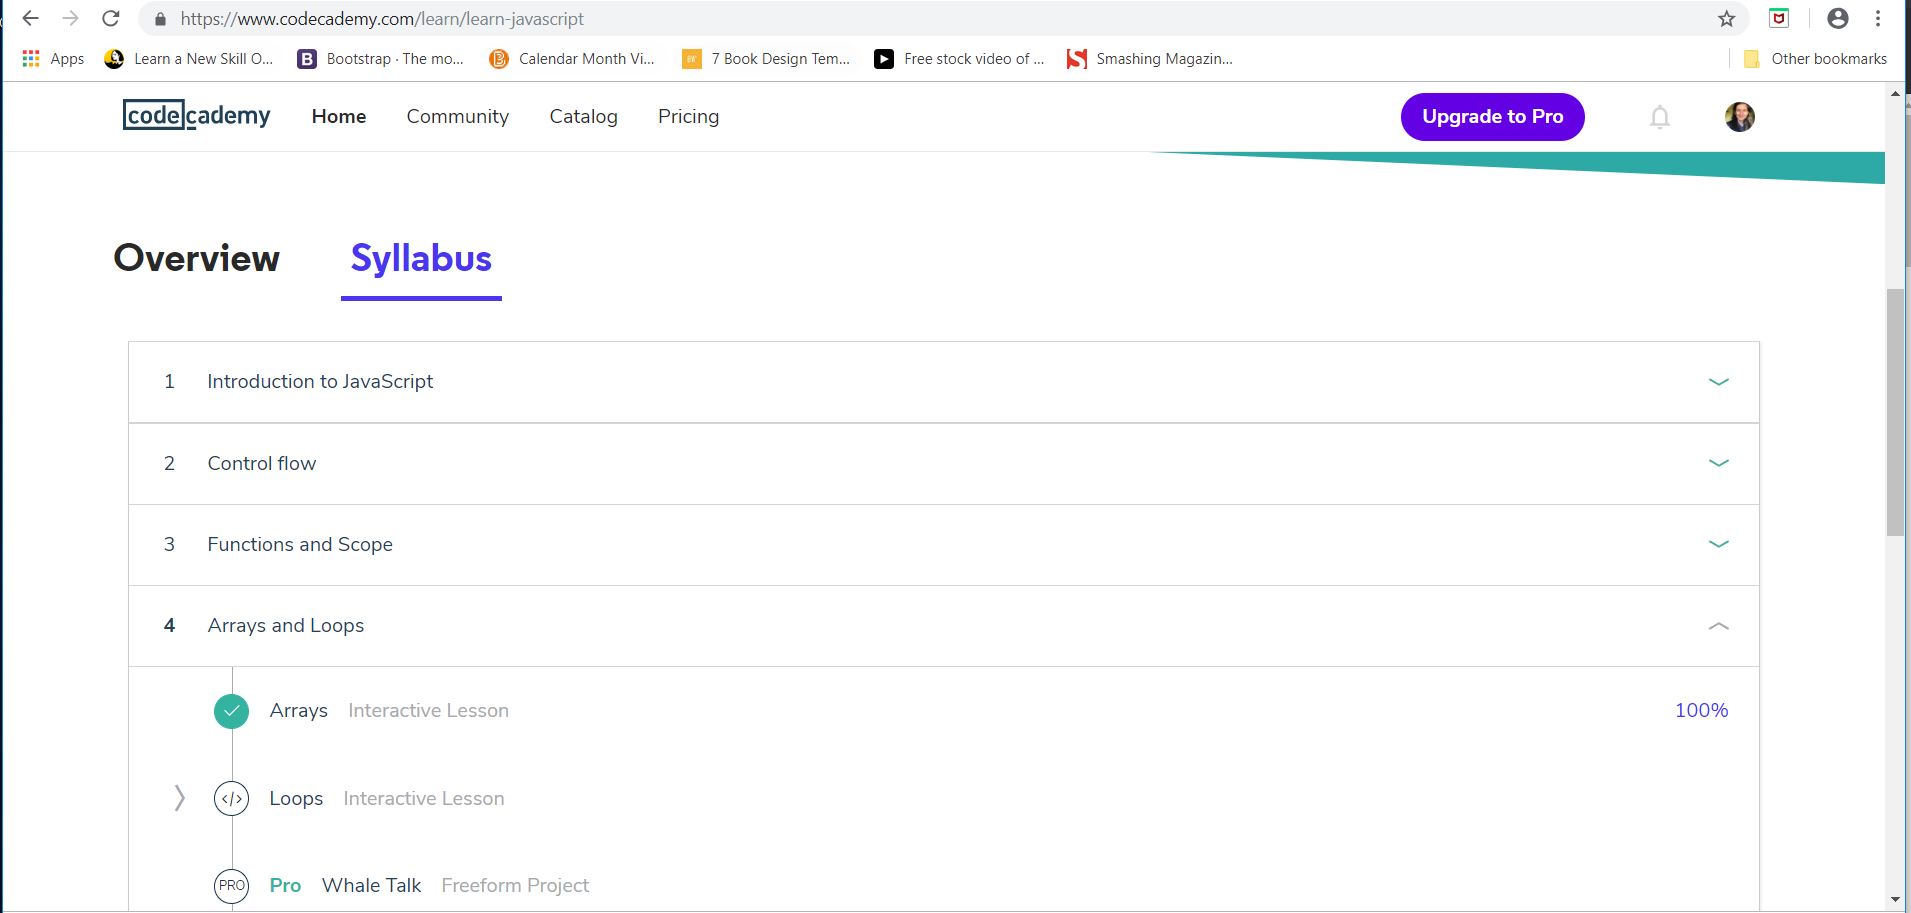 https://www.codecademy.com/learn/learn-javascript
Apps Learn a New Skill O... B Bootstrap · The mo... Calendar Month Vi... BW 7 Book Design Tem... Free stock video of ... Smashing Magazin... Other bookmarks
codecademy Home Community Catalog Pricing Upgrade to Pro
Overview Syllabus
1 Introduction to JavaScript
2 Control flow
3 Functions and Scope
4 Arrays and Loops
Arrays Interactive Lesson 100%
</> Loops Interactive Lesson
PRO Pro Whale Talk Freeform Project